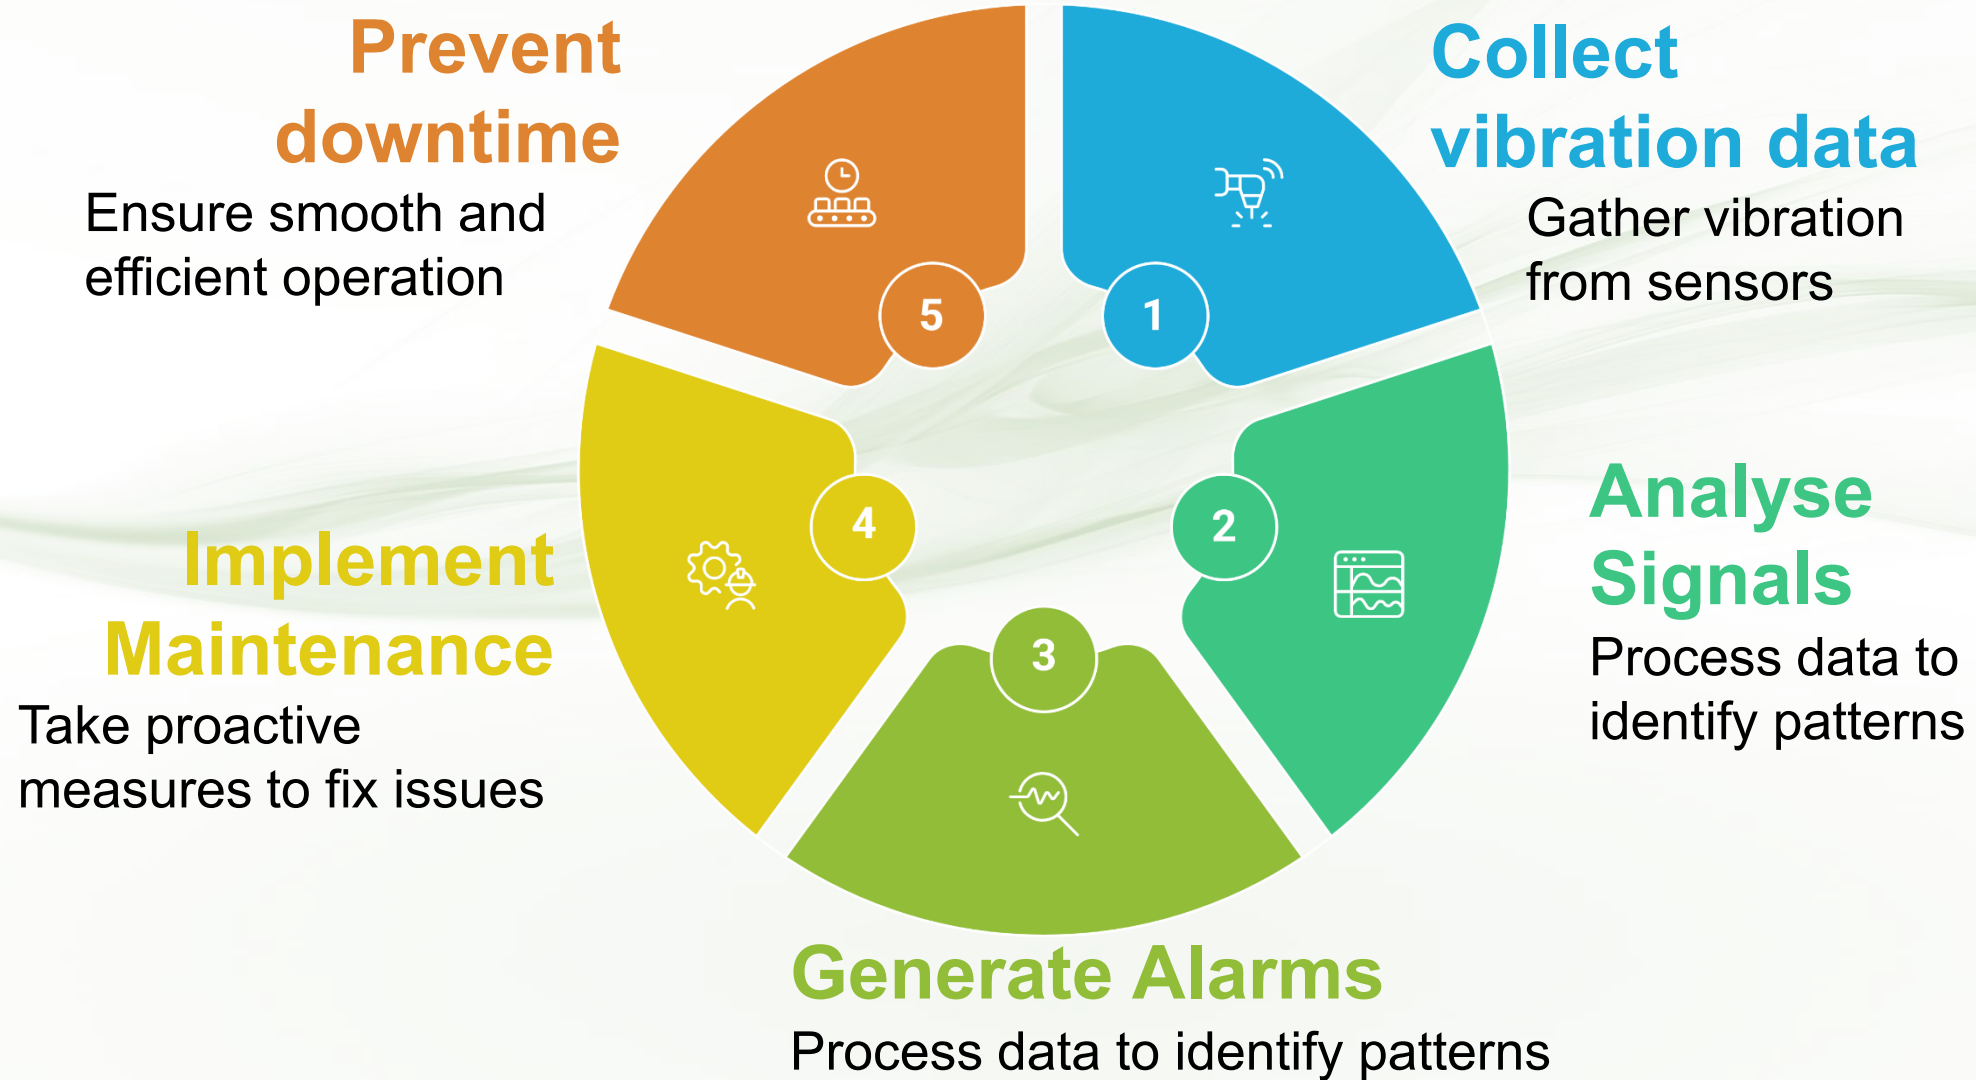 Collect
vibration data
Gather vibration
from sensors
1
Analyse
Signals
Process data to
identify patterns
2
3
Generate Alarms
Process data to identify patterns
4
Implement
Maintenance
Take proactive
measures to fix issues
5
Prevent
downtime
Ensure smooth and
efficient operation